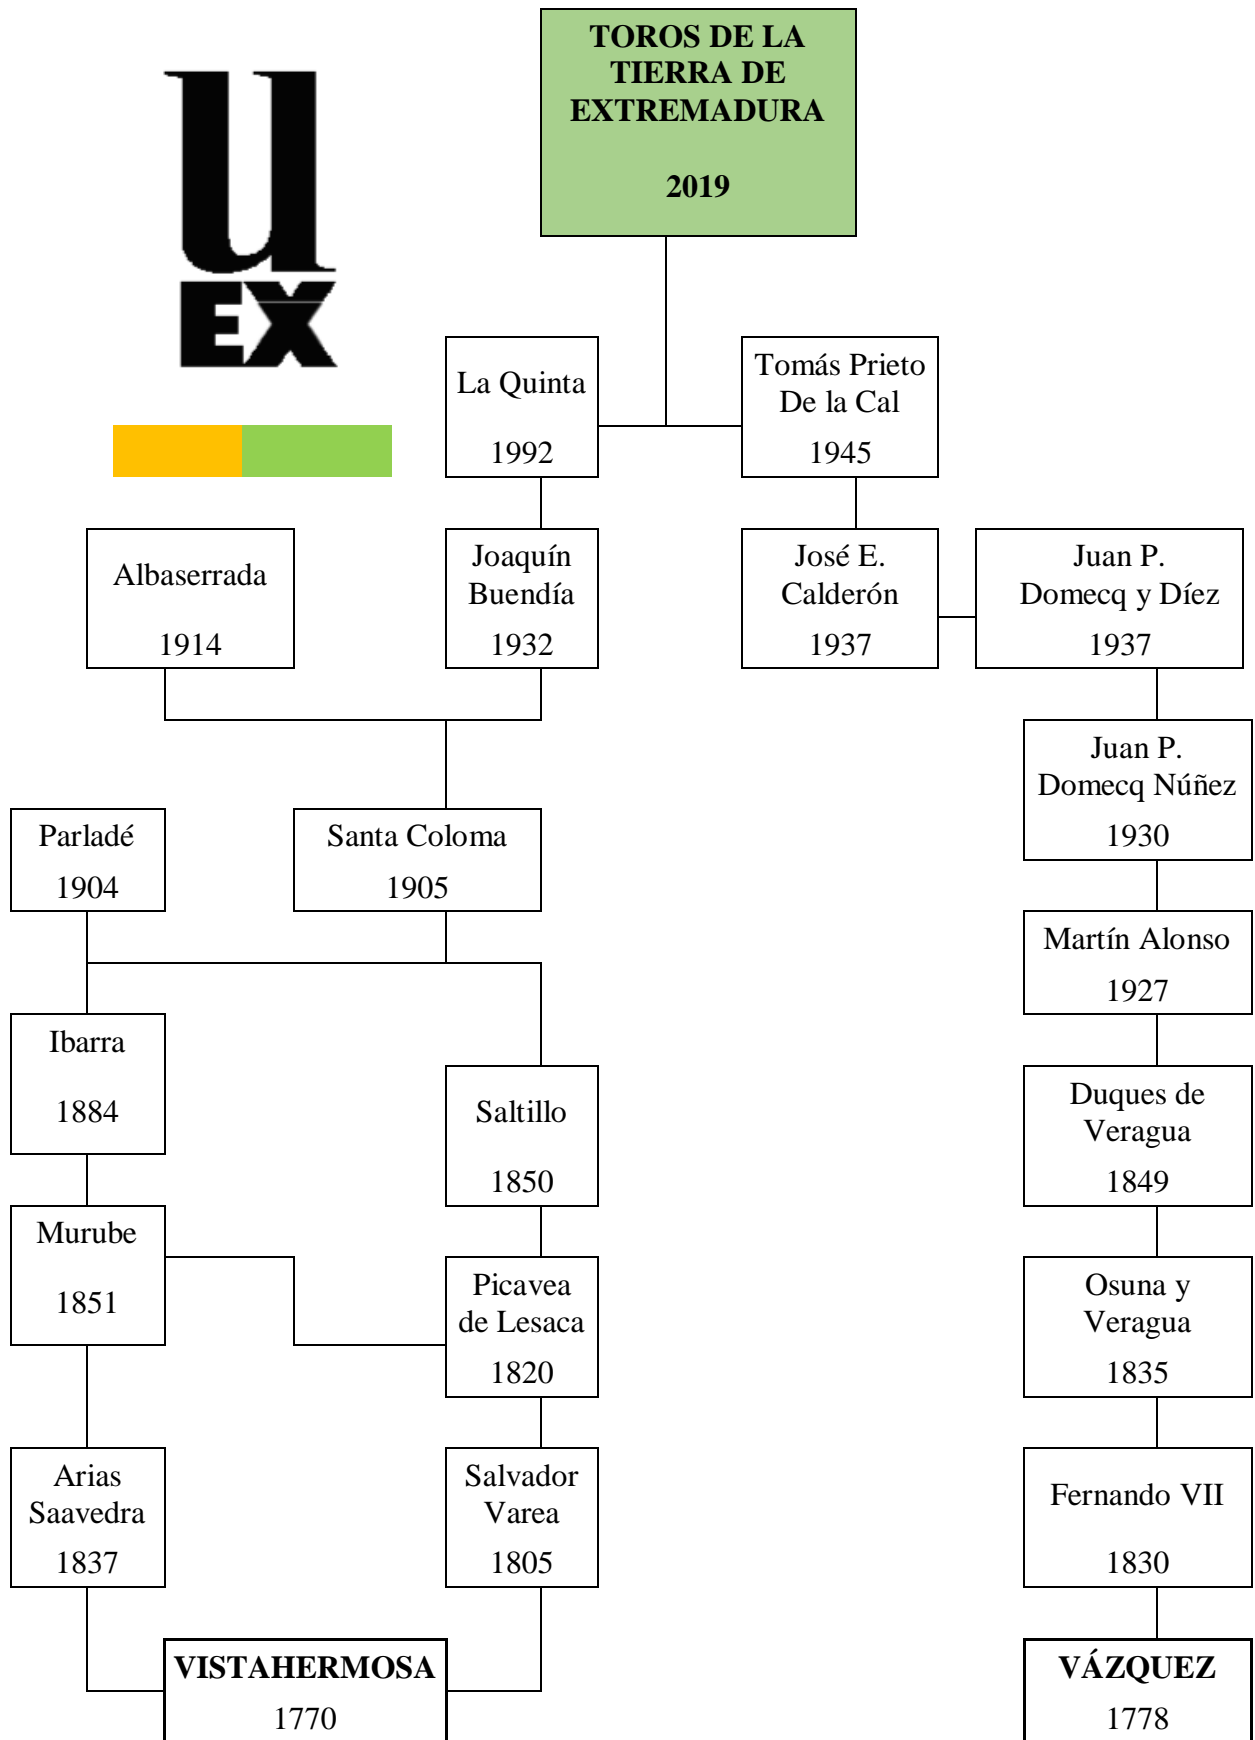 TOROS DE LA
TIERRA DE
EXTREMADURA
2019
u
EX
La Quinta
1992
Tomás Prieto
De la Cal
1945
Albaserrada
1914
Joaquín
Buendía
1932
José E.
Calderón
1937
Juan P.
Domecq y Díez
1937
Juan P.
Domecq Núñez
1930
Parladé
1904
Santa Coloma
1905
Martín Alonso
1927
Ibarra
1884
Saltillo
1850
Duques de
Veragua
1849
Murube
1851
Picavea
de Lesaca
1820
Osuna y
Veragua
1835
Arias
Saavedra
1837
Salvador
Varea
1805
Fernando VII
1830
VISTAHERMOSA
1770
VÁZQUEZ
1778